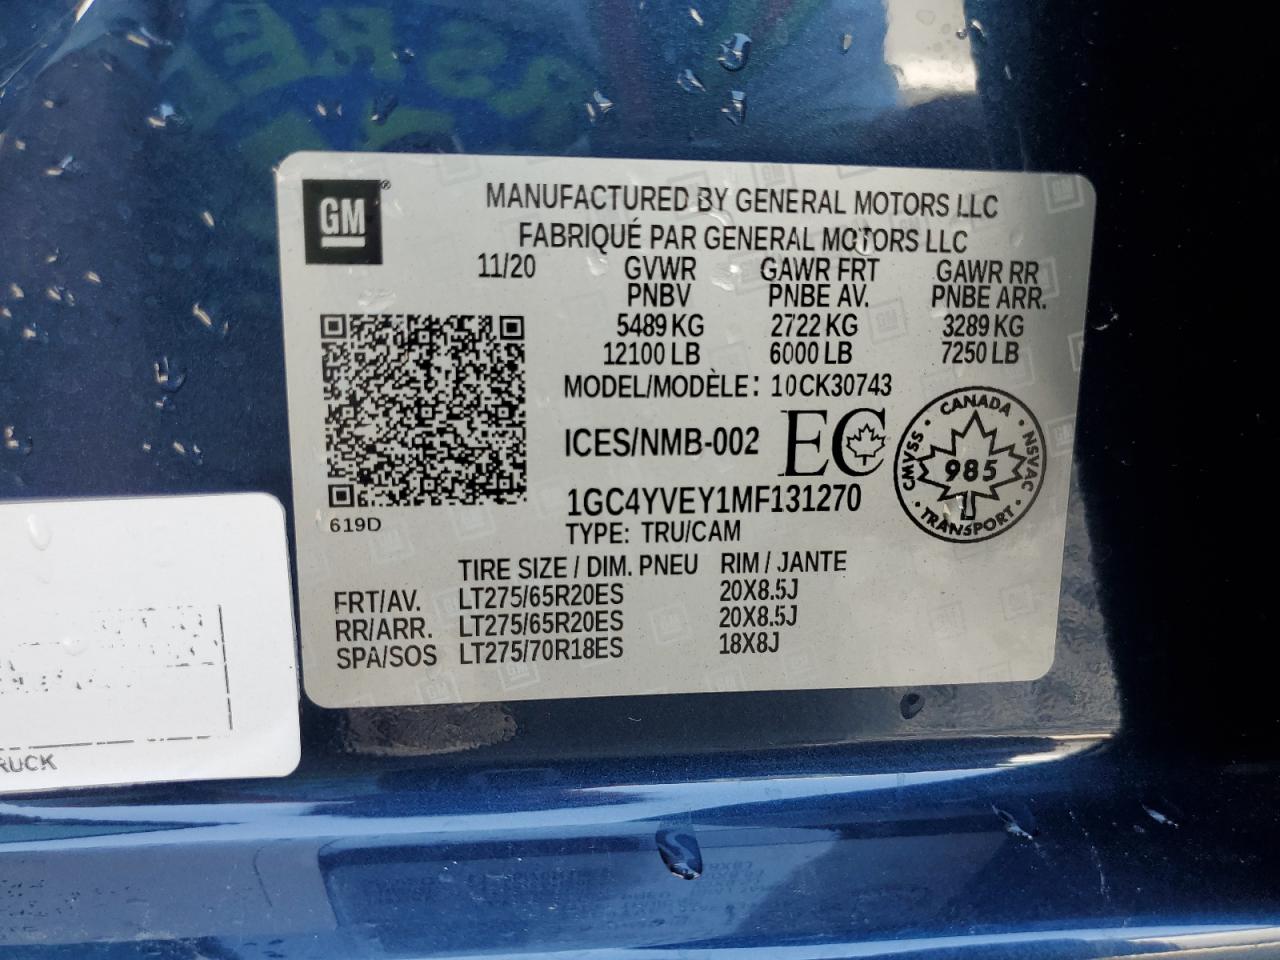 GM®
MANUFACTURED BY GENERAL MOTORS LLC
FABRIQUÉ PAR GENERAL MOTORS LLC
11/20 GVWR GAWR FRT GAWR RR
PNBV PNBE AV. PNBE ARR.
5489 KG 2722 KG 3289 KG
12100 LB 6000 LB 7250 LB
MODEL/MODÈLE: 10CK30743
ICES/NMB-002 EC
CANADA
CMVSS 985 NSVAC
TRANSPORT
1GC4YVEY1MF131270
619D
TYPE: TRU/CAM
TIRE SIZE / DIM. PNEU RIM / JANTE
FRT/AV. LT275/65R20ES 20X8.5J
RR/ARR. LT275/65R20ES 20X8.5J
SPA/SOS LT275/70R18ES 18X8J
RUCK